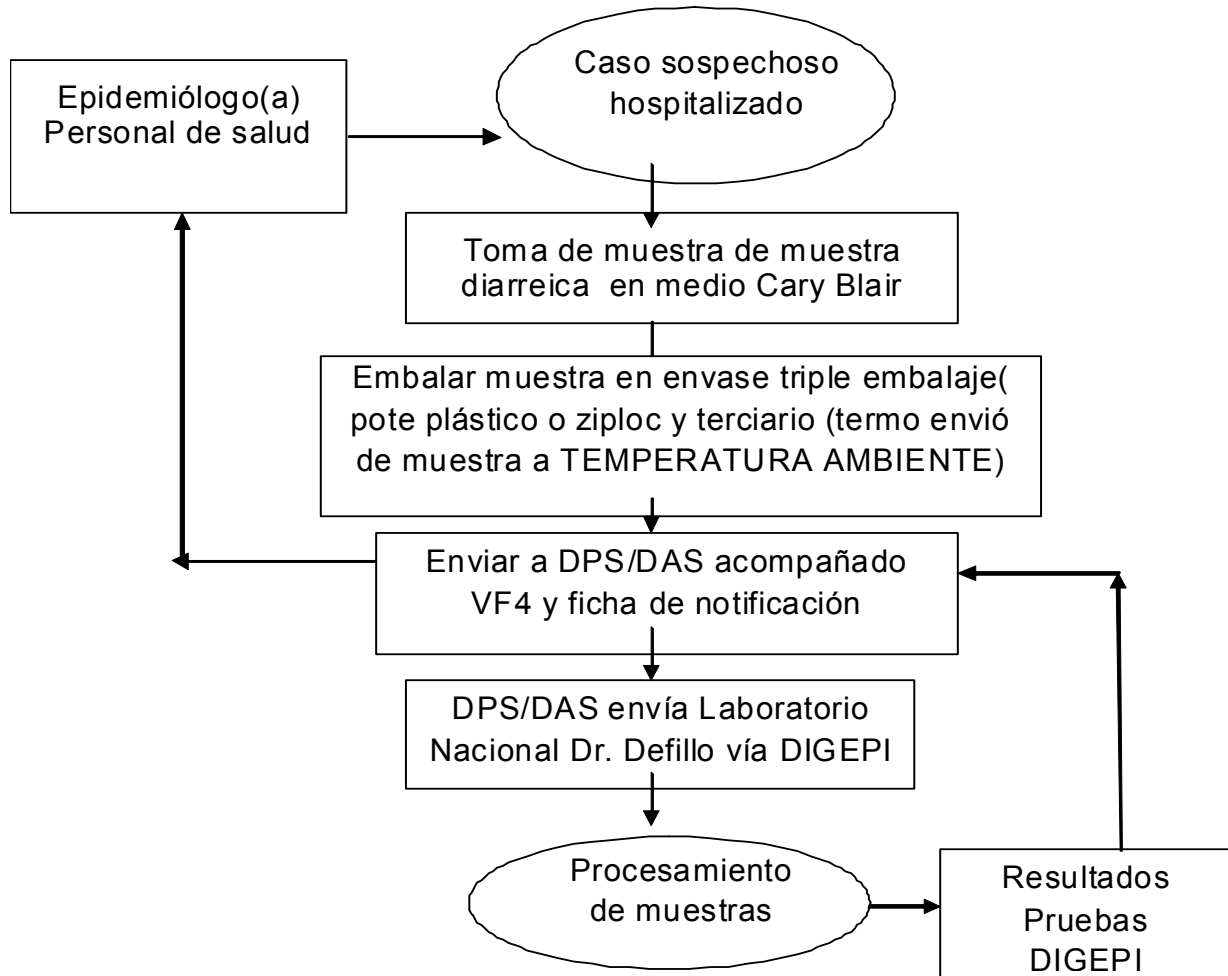 Epidemiólogo(a)
Personal de salud
Caso sospechoso
hospitalizado
Toma de muestra de muestra
diarreica en medio Cary Blair
Embalar muestra en envase triple embalaje(
pote plástico o ziploc y terciario (termo envió
de muestra a TEMPERATURA AMBIENTE)
Enviar a DPS/DAS acompañado
VF4 y ficha de notificación
DPS/DAS envía Laboratorio
Nacional Dr. Defillo vía DIGEPI
Procesamiento
de muestras
Resultados
Pruebas
DIGEPI